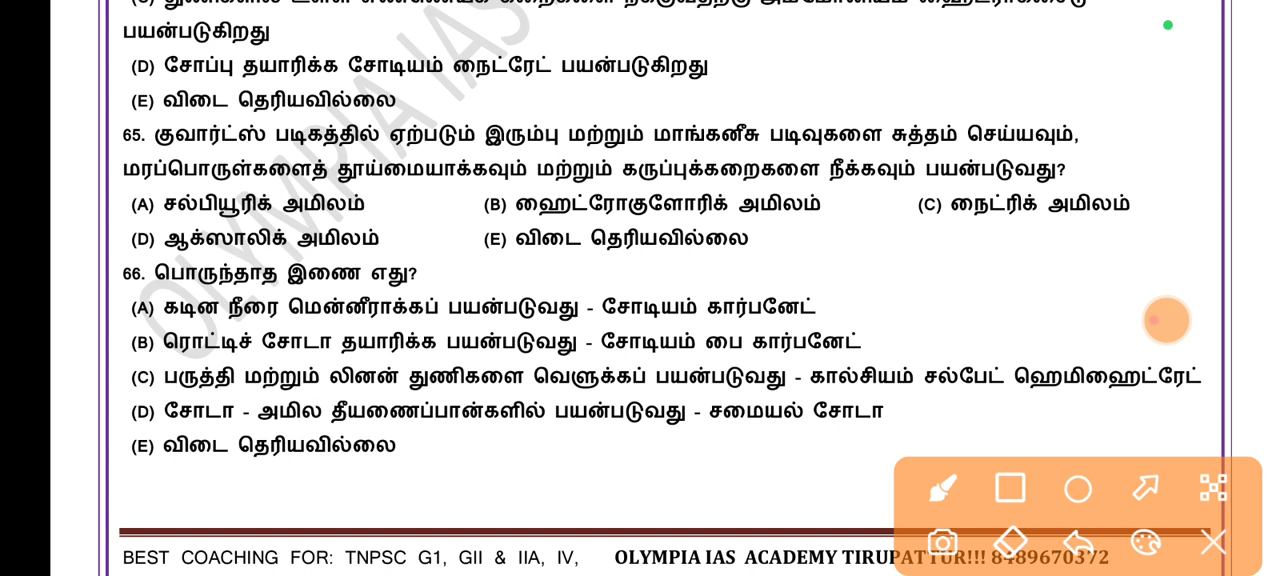 பயன்படுகிறது
(D) சோப்பு தயாரிக்க சோடியம் நைட்ரேட் பயன்படுகிறது
(E) விடை தெரியவில்லை
65. குவார்ட்ஸ் படிகத்தில் ஏற்படும் இரும்பு மற்றும் மாங்கனீசு படிவுகளை சுத்தம் செய்யவும்,
மரப்பொருள்களைத் தூய்மையாக்கவும் மற்றும் கருப்புக்கறைகளை நீக்கவும் பயன்படுவது?
(A) சல்பியூரிக் அமிலம் (B) ஹைட்ரோகுளோரிக் அமிலம் (C) நைட்ரிக் அமிலம்
(D) ஆக்ஸாலிக் அமிலம் (E) விடை தெரியவில்லை
66. பொருந்தாத இணை எது?
(A) கடின நீரை மென்னீராக்கப் பயன்படுவது - சோடியம் கார்பனேட்
(B) ரொட்டிச் சோடா தயாரிக்க பயன்படுவது - சோடியம் பை கார்பனேட்
(C) பருத்தி மற்றும் லினன் துணிகளை வெளுக்கப் பயன்படுவது - கால்சியம் சல்பேட் ஹெமிஹைட்ரேட்
(D) சோடா - அமில தீயணைப்பான்களில் பயன்படுவது - சமையல் சோடா
(E) விடை தெரியவில்லை
OLYMPIA IAS
BEST COACHING FOR: TNPSC G1, GII & IIA, IV, OLYMPIA IAS ACADEMY TIRUPATTUR!!! 8489670372